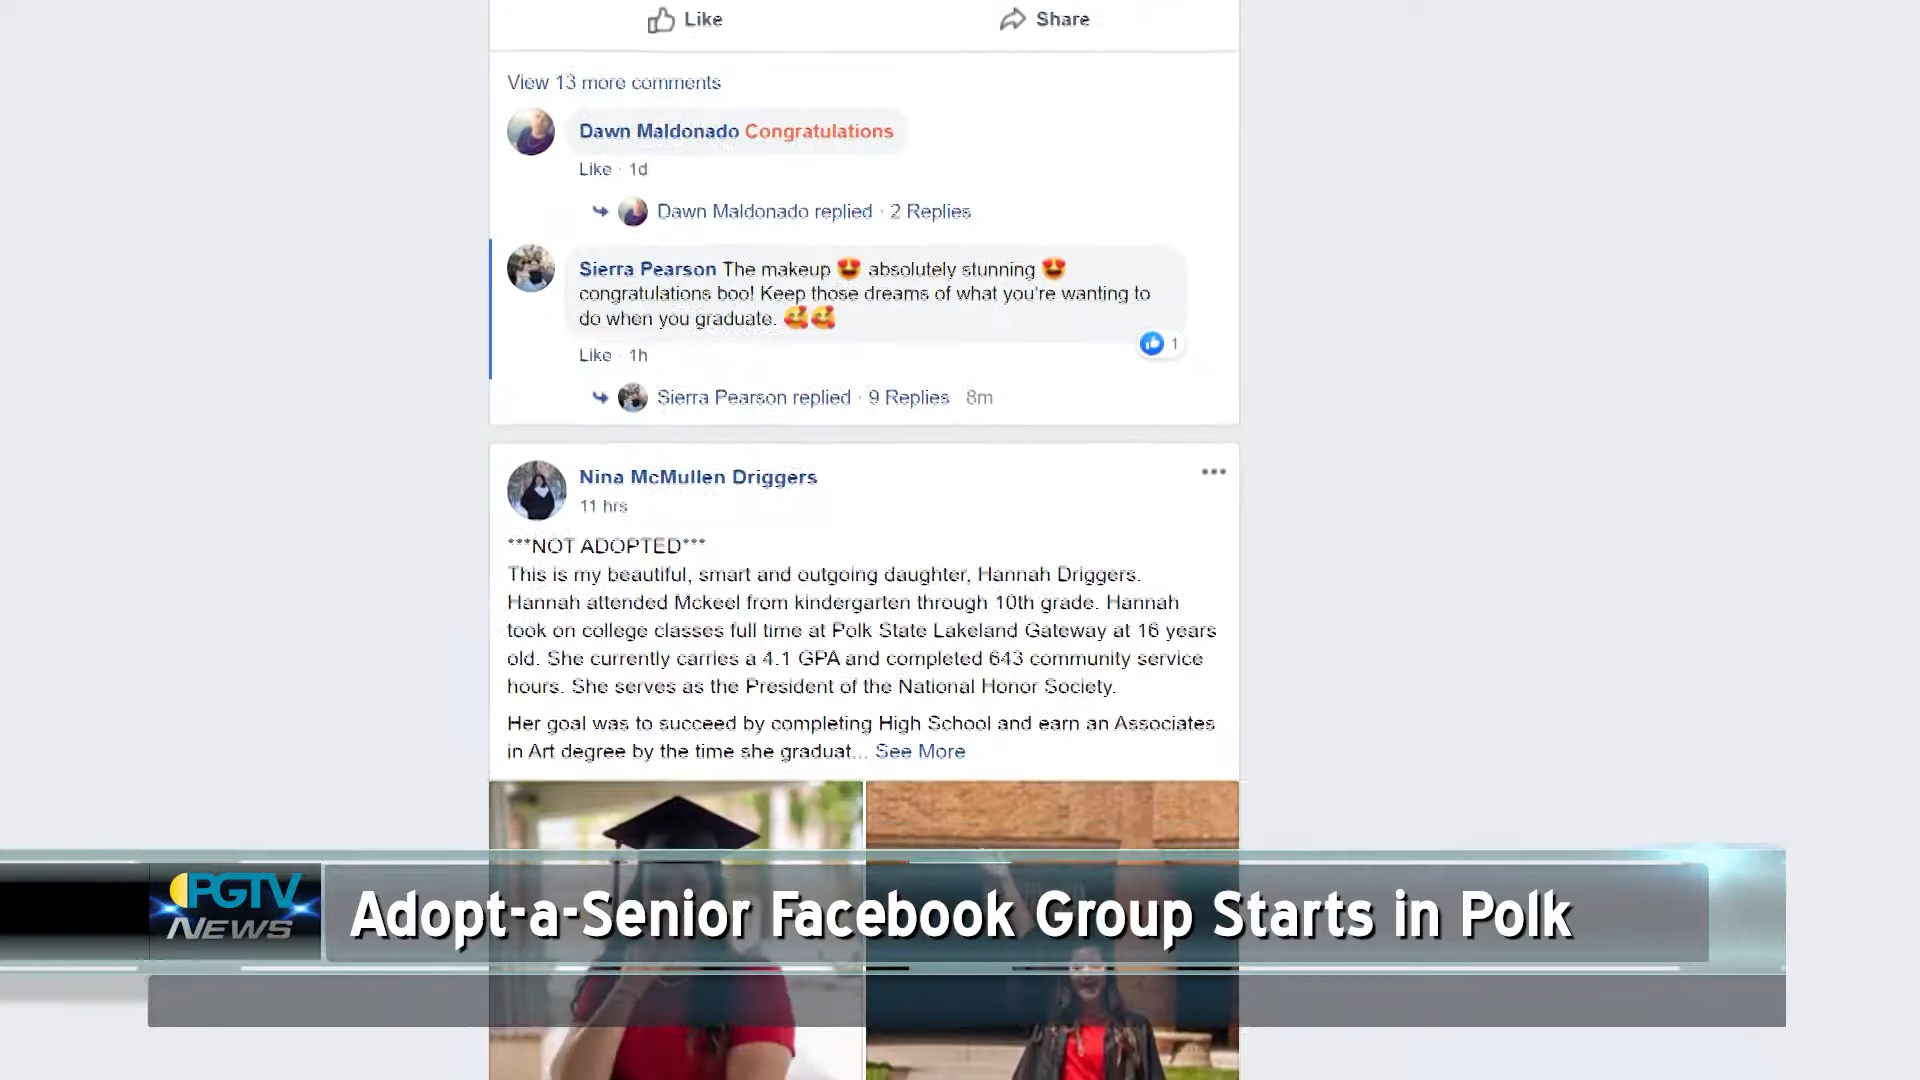 Like Share
View 13 more comments
Dawn Maldonado Congratulations
Like · 1d
Dawn Maldonado replied · 2 Replies
Sierra Pearson The makeup 😍 absolutely stunning 😍
congratulations boo! Keep those dreams of what you're wanting to
do when you graduate. 🥰🥰
1
Like · 1h
Sierra Pearson replied · 9 Replies 8m
Nina McMullen Driggers
11 hrs
***NOT ADOPTED***
This is my beautiful, smart and outgoing daughter, Hannah Driggers.
Hannah attended Mckeel from kindergarten through 10th grade. Hannah
took on college classes full time at Polk State Lakeland Gateway at 16 years
old. She currently carries a 4.1 GPA and completed 643 community service
hours. She serves as the President of the National Honor Society.
Her goal was to succeed by completing High School and earn an Associates
in Art degree by the time she graduat... See More
PGTV
NEWS
Adopt-a-Senior Facebook Group Starts in Polk